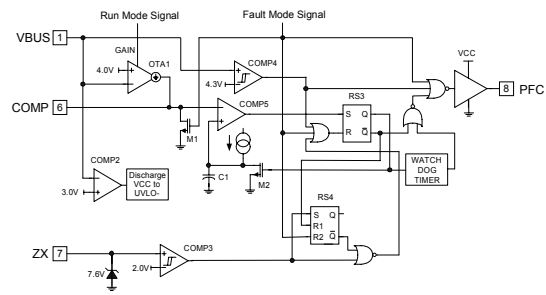 Run Mode Signal
Fault Mode Signal
VBUS 1
GAIN
OTA1
4.0V
COMP4
4.3V
VCC
8 PFC
COMP 6
M1
COMP5
RS3
S Q
R Q
C1
M2
WATCH
DOG
TIMER
COMP2
3.0V
Discharge
VCC to
UVLO-
RS4
S Q
R1
R2 Q
ZX 7
COMP3
7.6V
2.0V